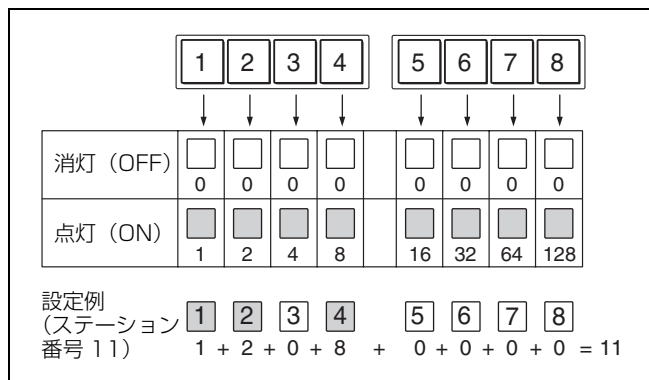 1 2 3 4 5 6 7 8
消灯（OFF）
0 0 0 0 0 0 0 0
点灯（ON）
1 2 4 8 16 32 64 128
設定例
（ステーション
番号 11）
1 2 3 4 5 6 7 8
1 + 2 + 0 + 8 + 0 + 0 + 0 + 0 = 11